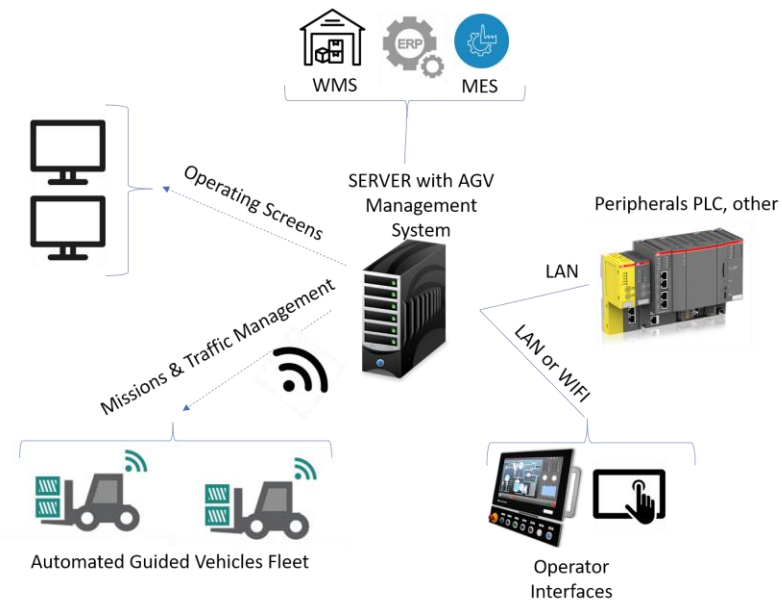 ERP
WMS
MES
Operating Screens
SERVER with AGV
Management
System
Peripherals PLC, other
LAN
Missions & Traffic Management
LAN or WIFI
Automated Guided Vehicles Fleet
Operator
Interfaces